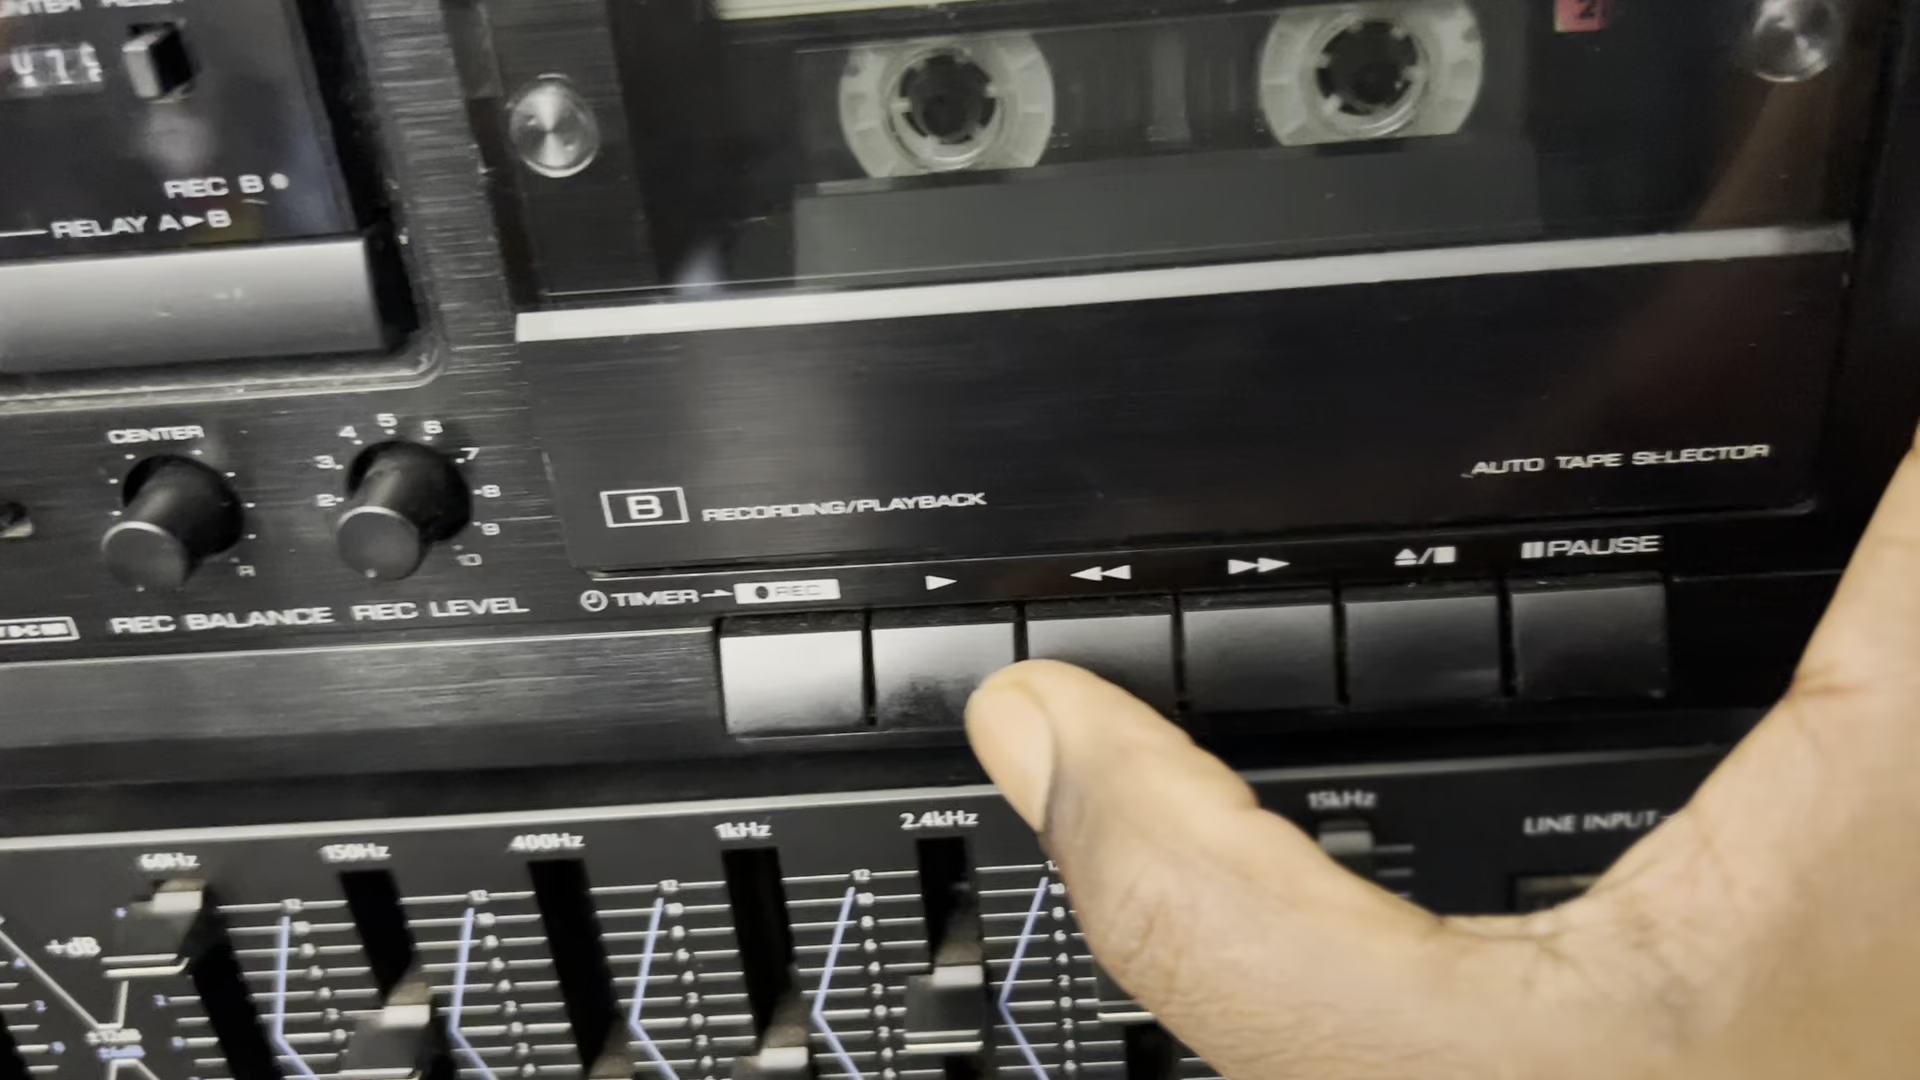 REC B
RELAY A▶B
2
CENTER
2 3 4 5 6 7 8 9 10
R
REC BALANCE
REC LEVEL
B RECORDING/PLAYBACK
AUTO TAPE SELECTOR
TIMER
REC
PAUSE
60Hz 150Hz 400Hz 1kHz 2.4kHz 15kHz
LINE INPUT
+dB